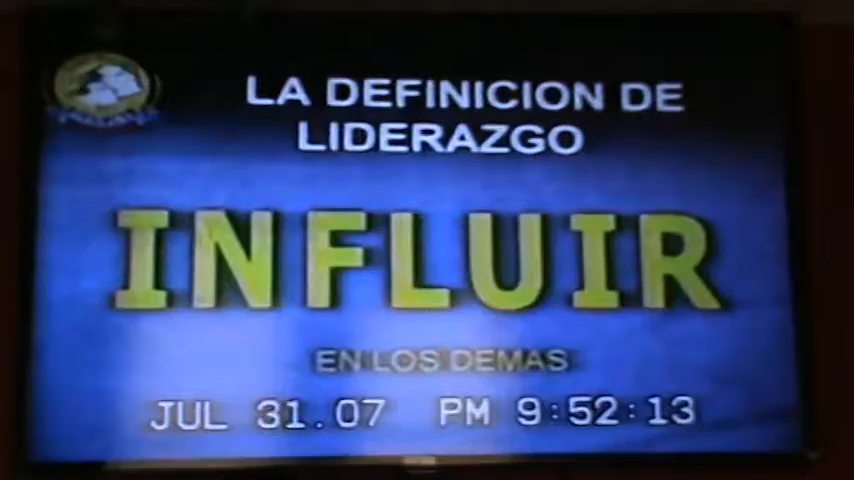 LA DEFINICION DE
LIDERAZGO
INFLUIR
EN LOS DEMAS
JUL 31.07 PM 9:52:13